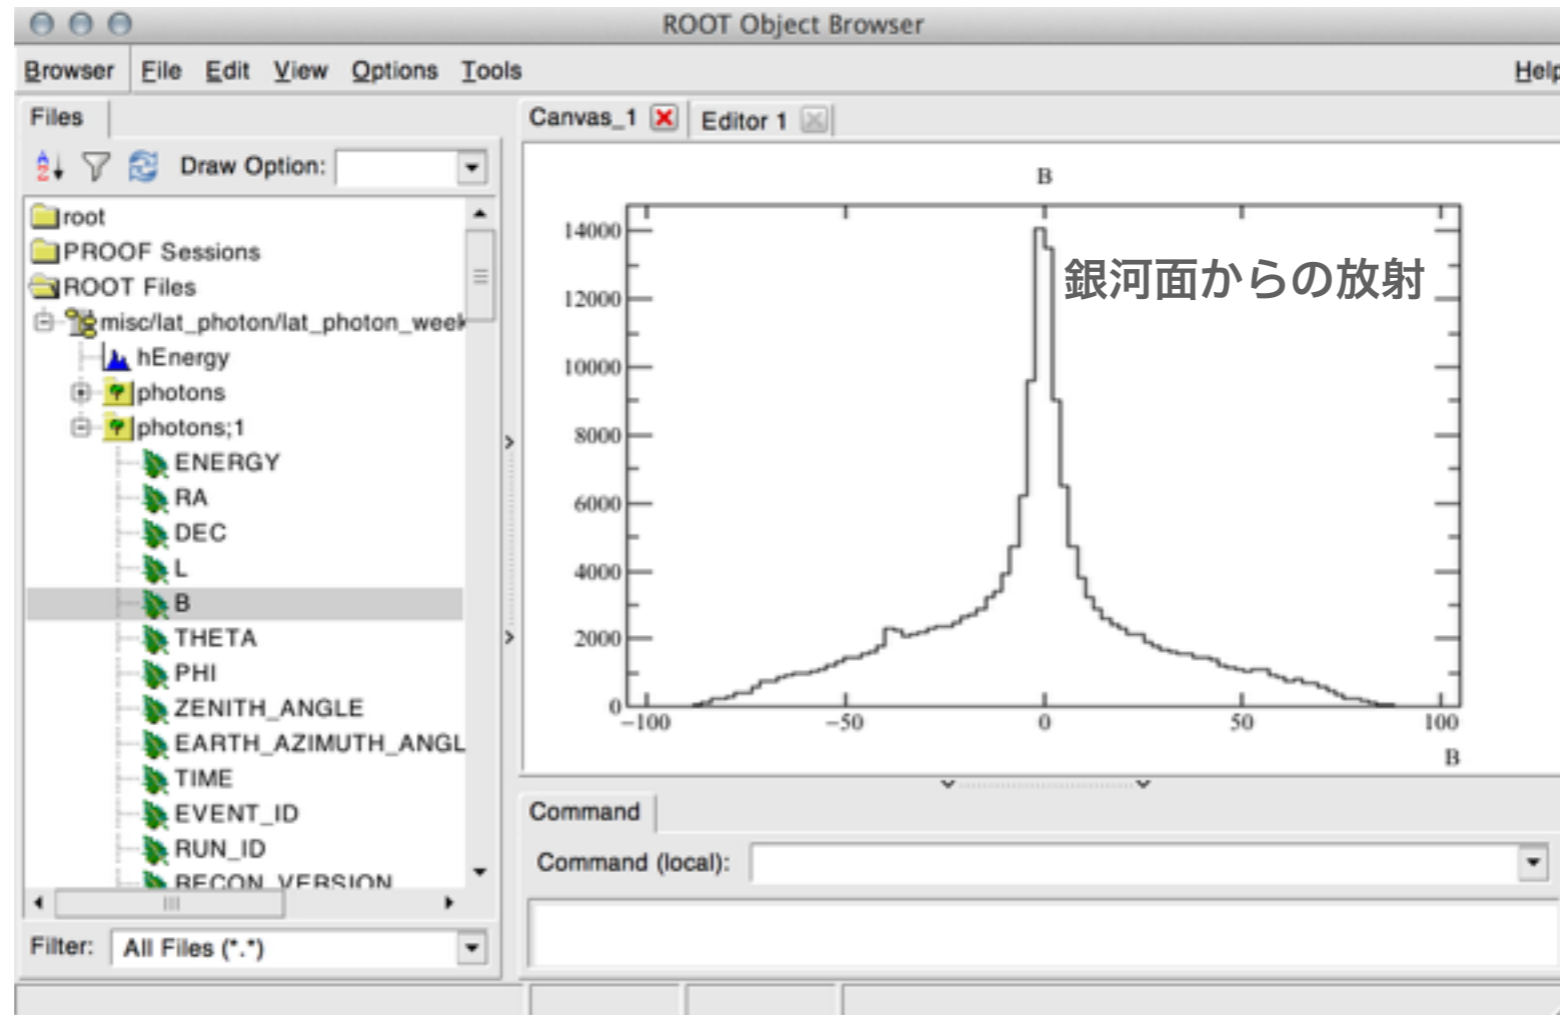 ROOT Object Browser
Browser File Edit View Options Tools Help
Files
Draw Option:
root
PROOF Sessions
ROOT Files
misc/lat_photon/lat_photon_week
hEnergy
photons
photons;1
ENERGY
RA
DEC
L
B
THETA
PHI
ZENITH_ANGLE
EARTH_AZIMUTH_ANGL
TIME
EVENT_ID
RUN_ID
RECON_VERSION
Filter: All Files (*.*)
Canvas_1 Editor 1
B
銀河面からの放射
14000
12000
10000
8000
6000
4000
2000
0
−100 −50 0 50 100
B
Command
Command (local):